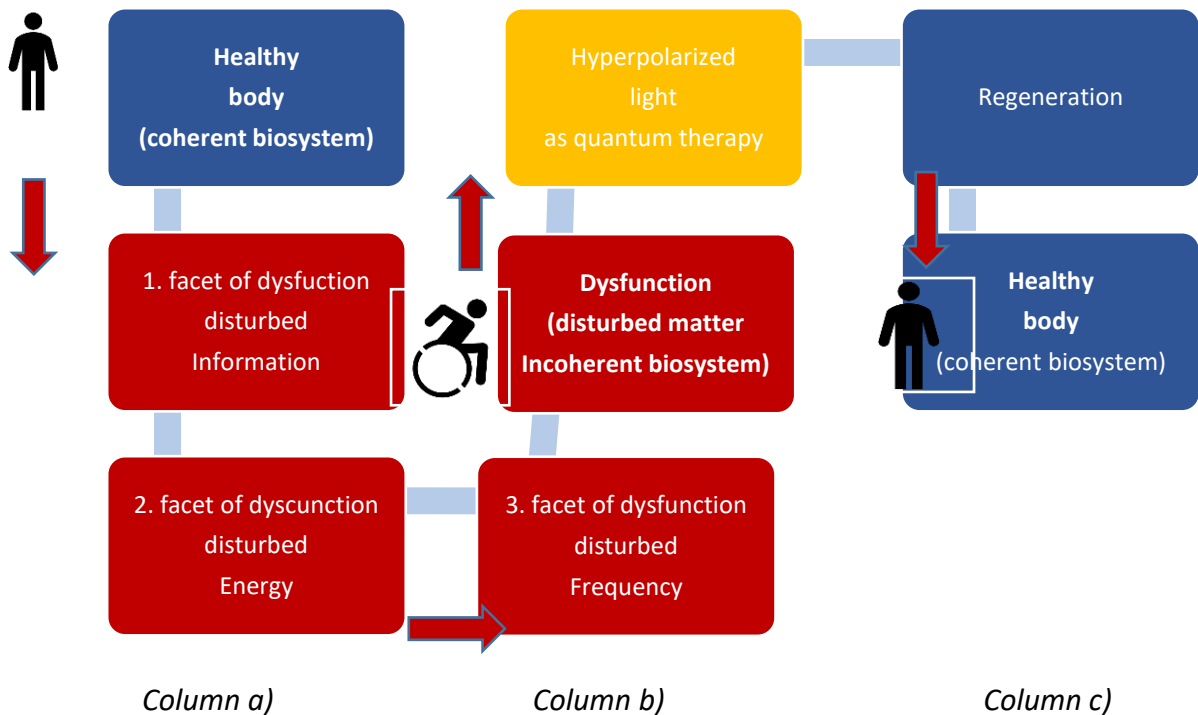 Healthy
body
(coherent biosystem)
1. facet of dysfuction
disturbed
Information
2. facet of dyscunction
disturbed
Energy
3. facet of dysfunction
disturbed
Frequency
Dysfunction
(disturbed matter
Incoherent biosystem)
Hyperpolarized
light
as quantum therapy
Regeneration
Healthy
body
(coherent biosystem)
Column a)
Column b)
Column c)